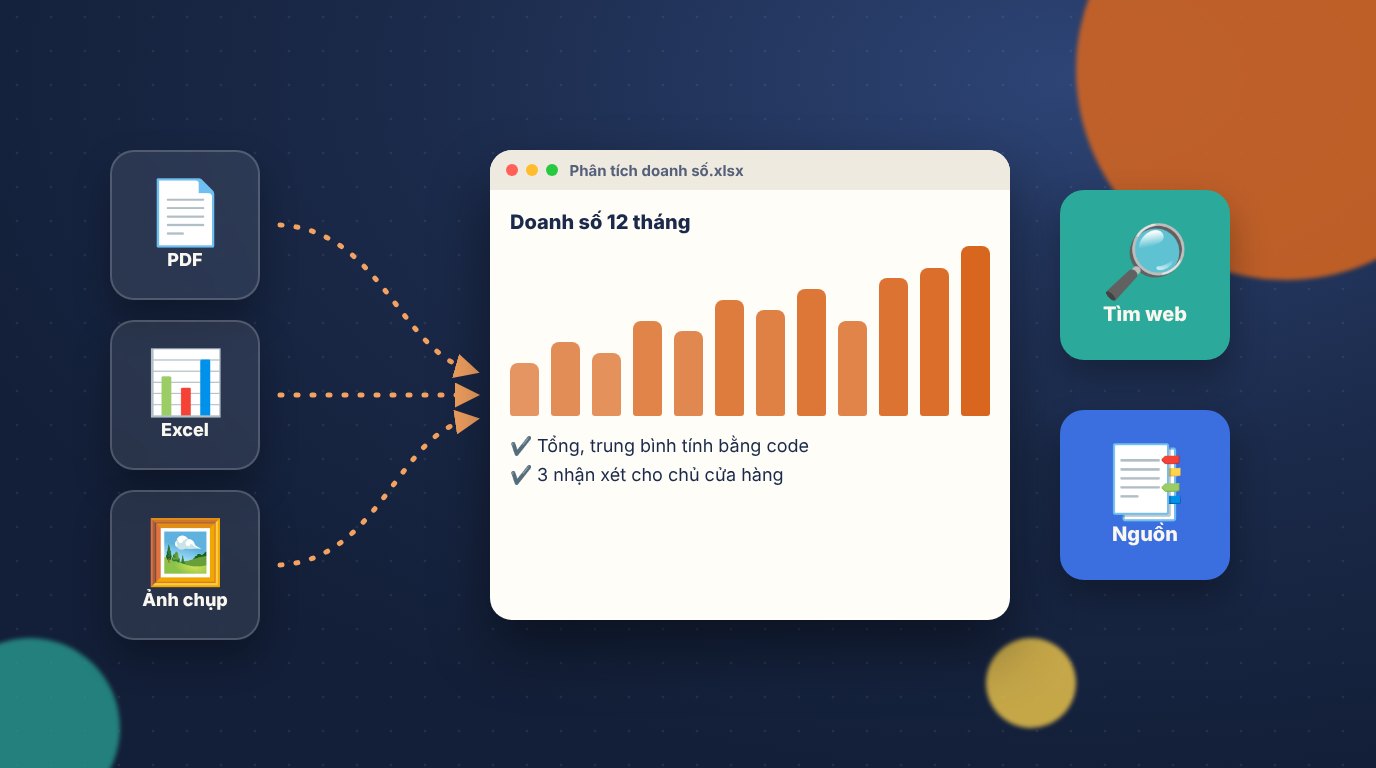 PDF
Excel
Ảnh chụp
Phân tích doanh số.xlsx
Doanh số 12 tháng
✔ Tổng, trung bình tính bằng code
✔ 3 nhận xét cho chủ cửa hàng
Tìm web
Nguồn